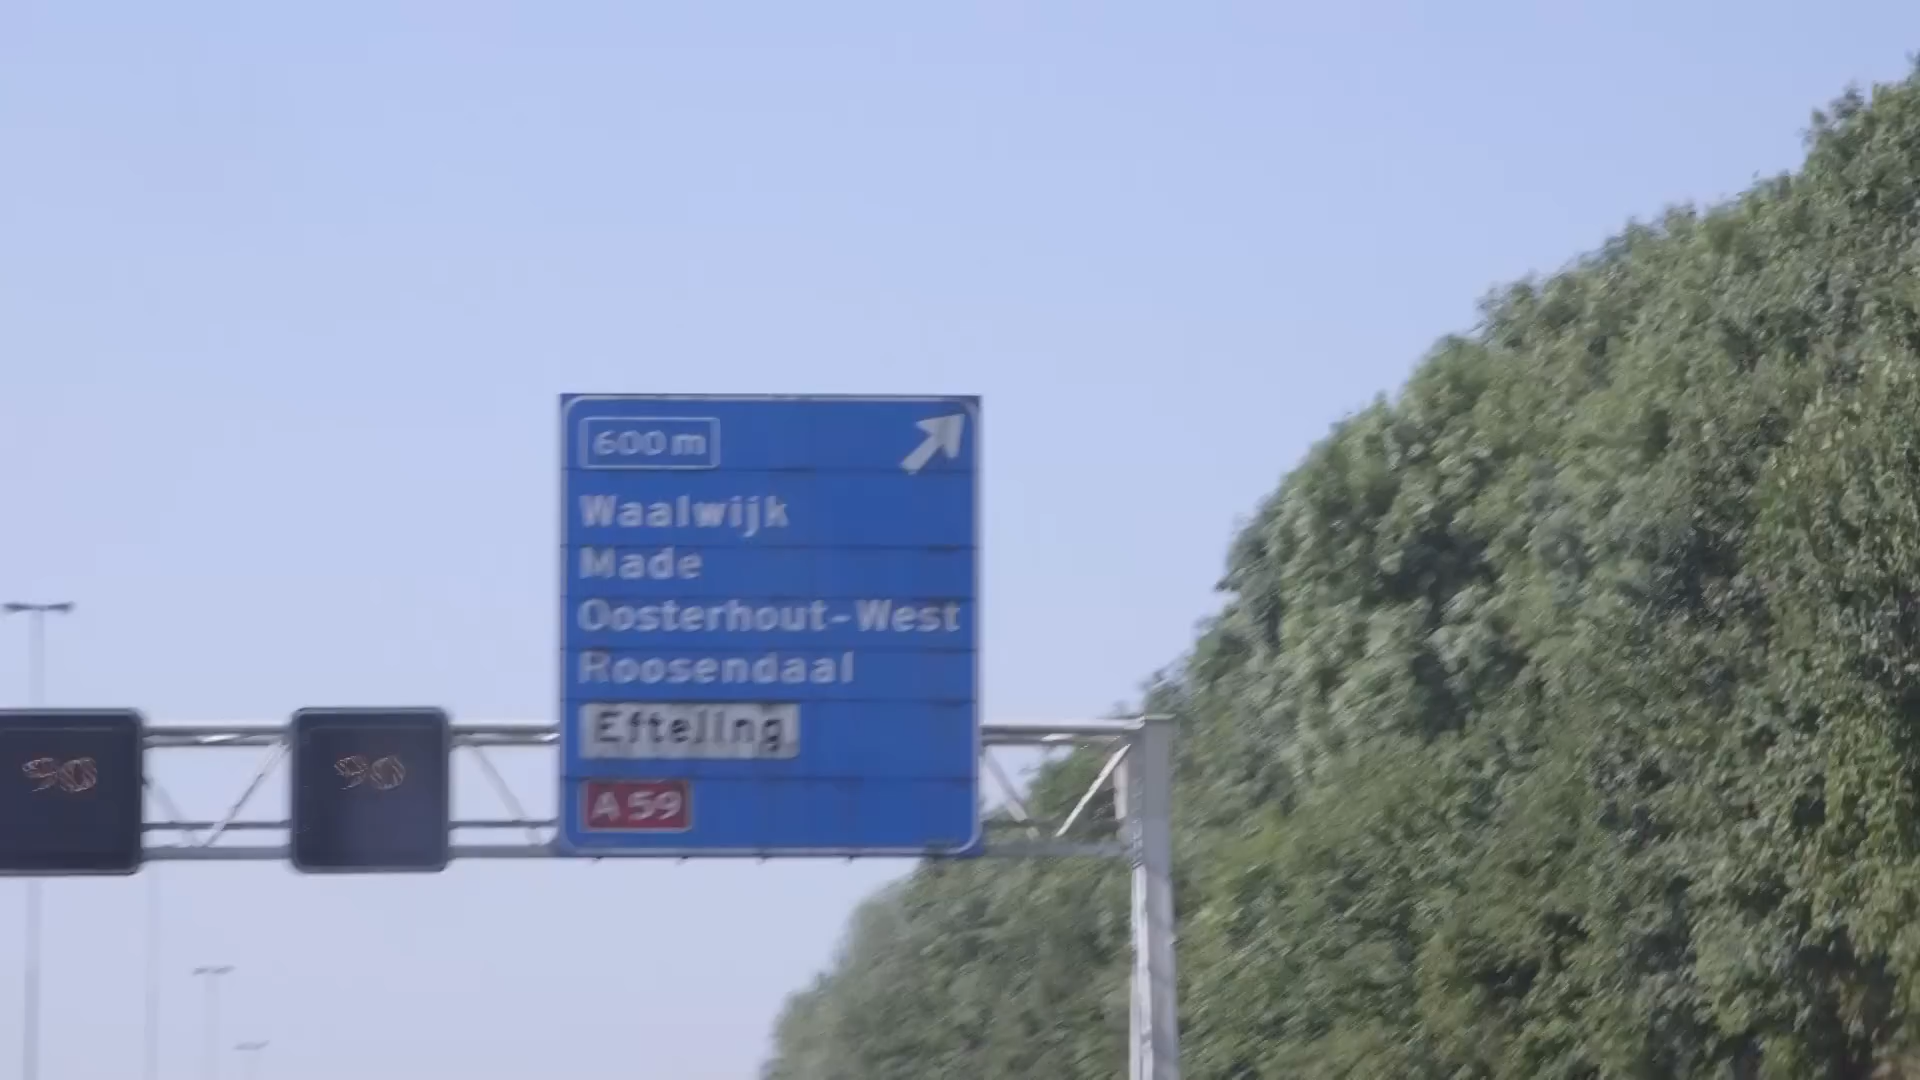 600 m
Waalwijk
Made
Oosterhout-West
Roosendaal
Efteling
A 59
90
90